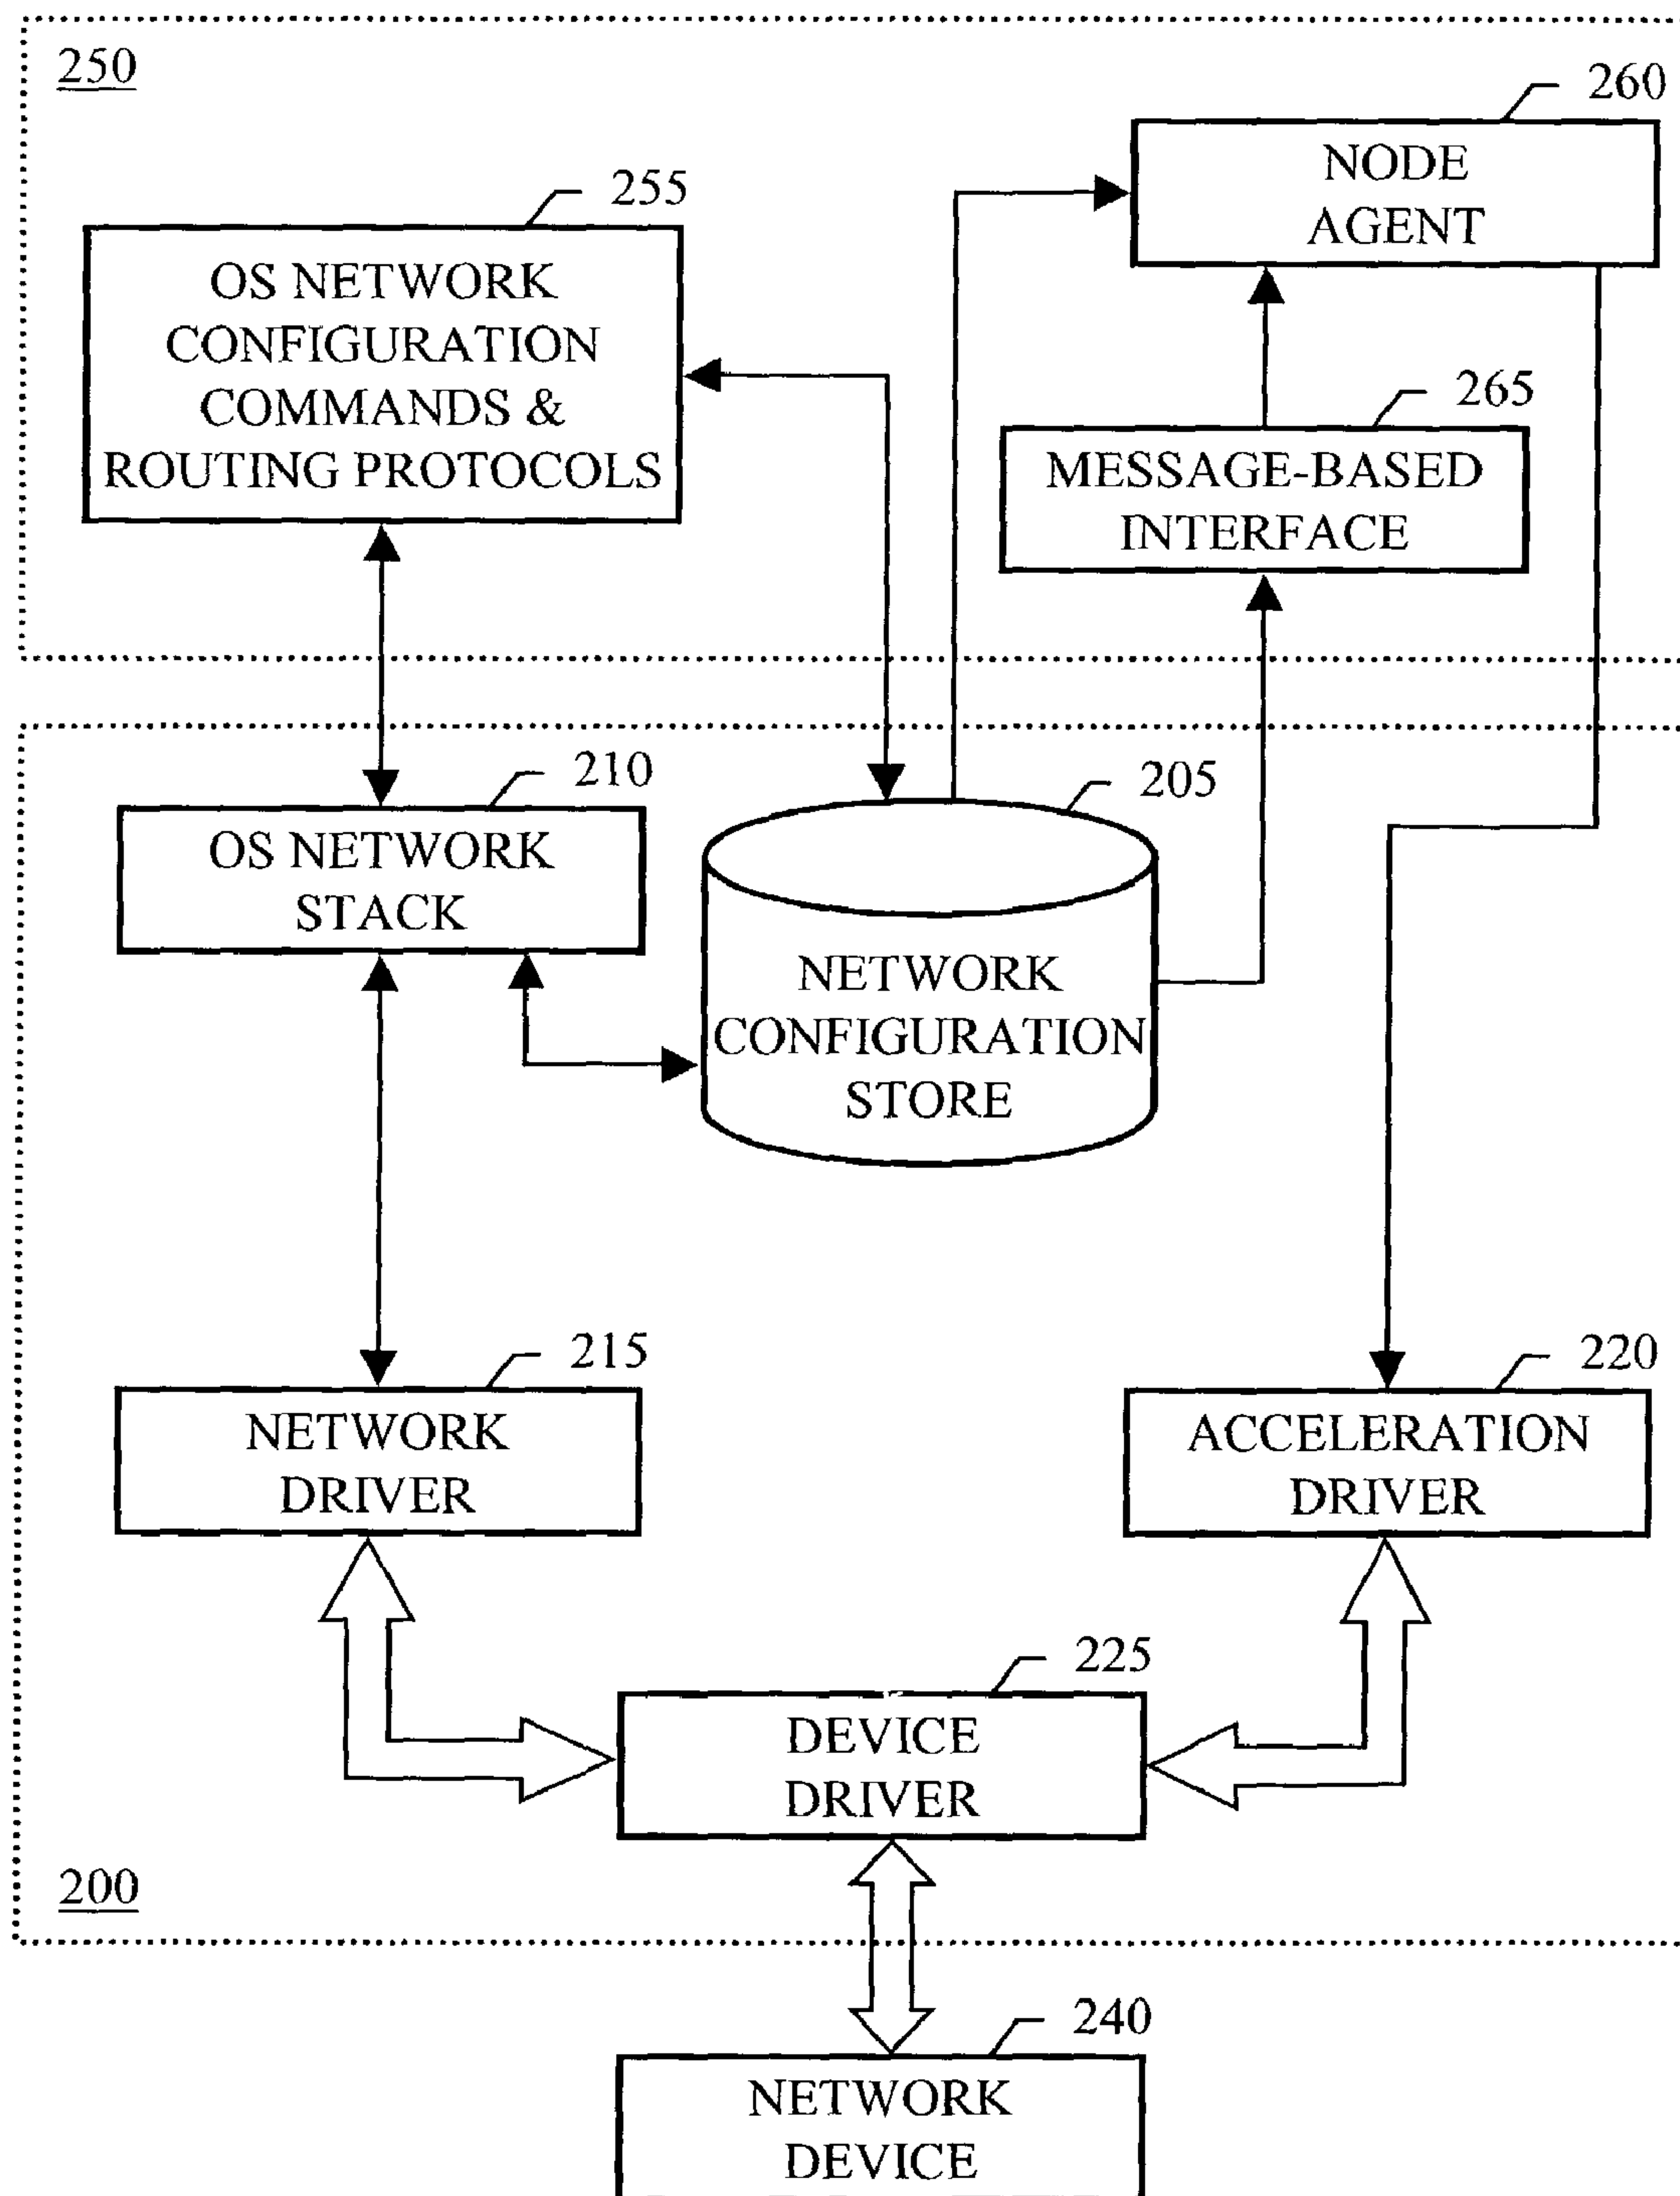 250
260
NODE
AGENT
255
OS NETWORK
CONFIGURATION
COMMANDS &
ROUTING PROTOCOLS
265
MESSAGE-BASED
INTERFACE
210
OS NETWORK
STACK
205
NETWORK
CONFIGURATION
STORE
215
NETWORK
DRIVER
220
ACCELERATION
DRIVER
225
DEVICE
DRIVER
200
240
NETWORK
DEVICE